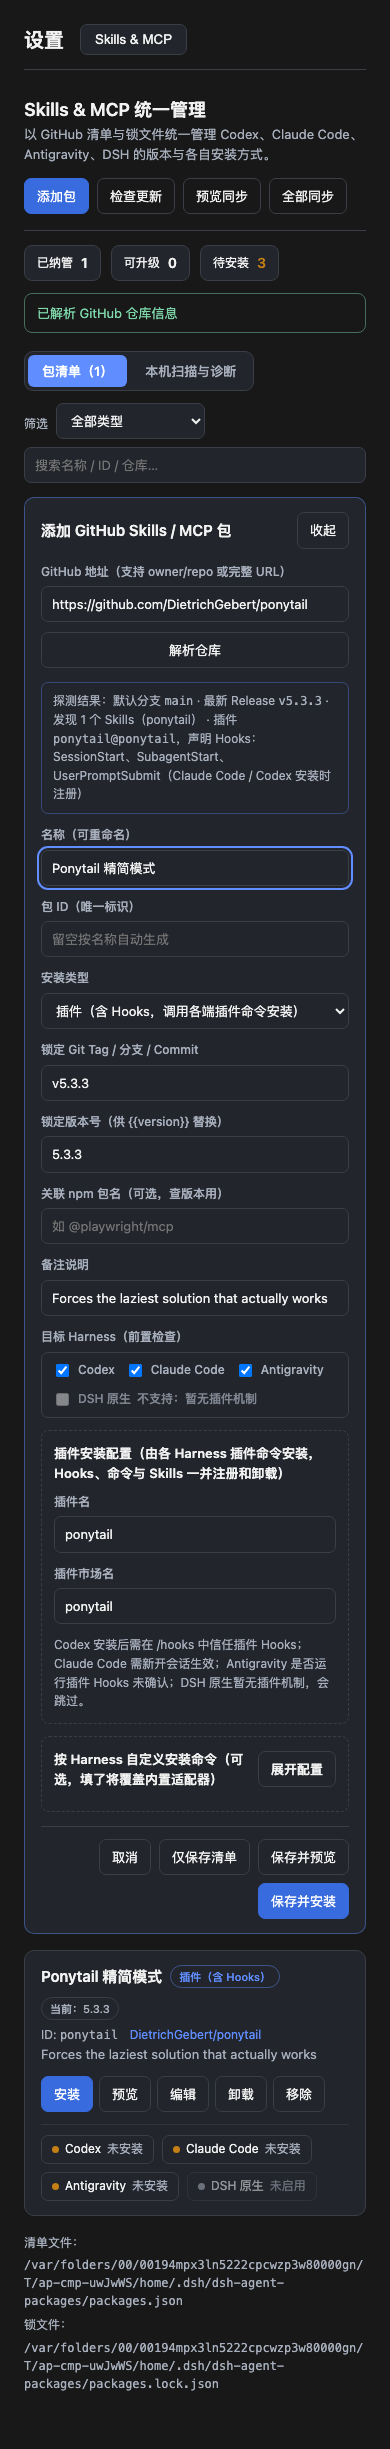 设置 Skills & MCP
Skills & MCP 统一管理
以 GitHub 清单与锁文件统一管理 Codex、Claude Code、
Antigravity、DSH 的版本与各自安装方式。
添加包 检查更新 预览同步 全部同步
已纳管 1 可升级 0 待安装 3
已解析 GitHub 仓库信息
包清单（1） 本机扫描与诊断
筛选 全部类型
搜索名称 / ID / 仓库...
添加 GitHub Skills / MCP 包 收起
GitHub 地址（支持 owner/repo 或完整 URL）
https://github.com/DietrichGebert/ponytail
解析仓库
探测结果：默认分支 main · 最新 Release v5.3.3 ·
发现 1 个 Skills（ponytail） · 插件
ponytail@ponytail，声明 Hooks：
SessionStart、SubagentStart、
UserPromptSubmit（Claude Code / Codex 安装时
注册）
名称（可重命名）
Ponytail 精简模式
包 ID（唯一标识）
留空按名称自动生成
安装类型
插件（含 Hooks，调用各端插件命令安装）
锁定 Git Tag / 分支 / Commit
v5.3.3
锁定版本号（供 {{version}} 替换）
5.3.3
关联 npm 包名（可选，查版本用）
如 @playwright/mcp
备注说明
Forces the laziest solution that actually works
目标 Harness（前置检查）
Codex Claude Code Antigravity
DSH 原生 不支持：暂无插件机制
插件安装配置（由各 Harness 插件命令安装，
Hooks、命令与 Skills 一并注册和卸载）
插件名
ponytail
插件市场名
ponytail
Codex 安装后需在 /hooks 中信任插件 Hooks；
Claude Code 需新开会话生效；Antigravity 是否运
行插件 Hooks 未确认；DSH 原生暂无插件机制，会
跳过。
按 Harness 自定义安装命令（可
选，填了将覆盖内置适配器） 展开配置
取消 仅保存清单 保存并预览
保存并安装
Ponytail 精简模式 插件（含 Hooks）
当前：5.3.3
ID: ponytail DietrichGebert/ponytail
Forces the laziest solution that actually works
安装 预览 编辑 卸载 移除
Codex 未安装 Claude Code 未安装
Antigravity 未安装 DSH 原生 未启用
清单文件：
/var/folders/00/00194mpx3ln5222cpcwzp3w80000gn/
T/ap-cmp-uwJwWS/home/.dsh/dsh-agent-
packages/packages.json
锁文件：
/var/folders/00/00194mpx3ln5222cpcwzp3w80000gn/
T/ap-cmp-uwJwWS/home/.dsh/dsh-agent-
packages/packages.lock.json